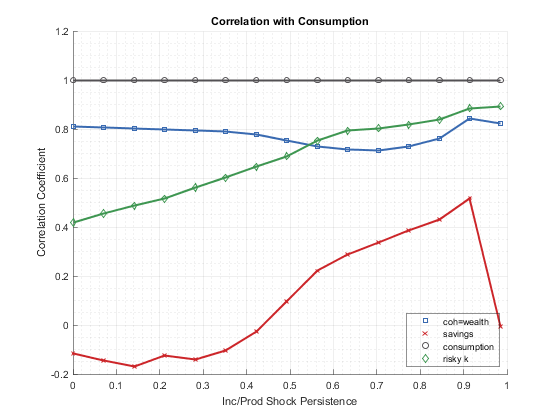 Correlation with Consumption
1.2
1
0.8
0.6
0.4
0.2
0
-0.2
Correlation Coefficient
0 0.1 0.2 0.3 0.4 0.5 0.6 0.7 0.8 0.9 1
Inc/Prod Shock Persistence
coh=wealth
savings
consumption
risky k